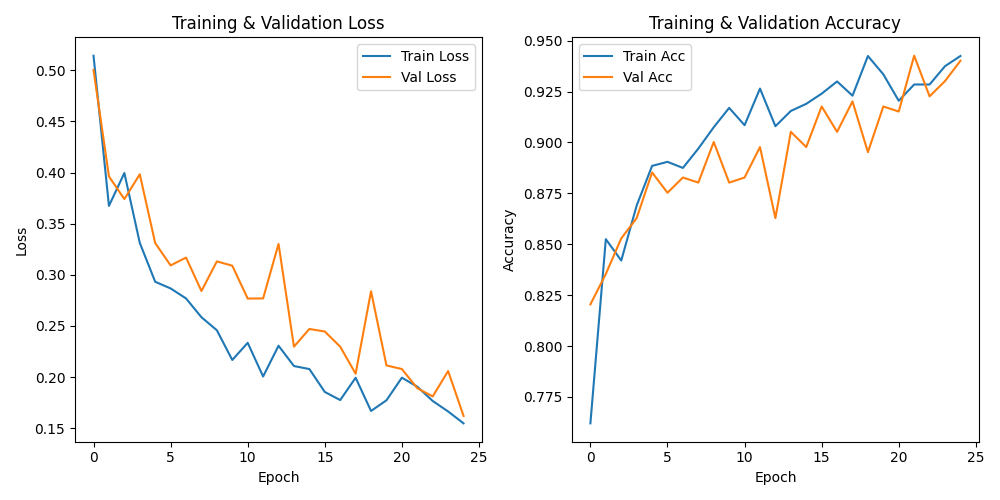 Training & Validation Loss
Train Loss
Val Loss
0.50
0.45
0.40
0.35
0.30
0.25
0.20
0.15
Loss
0 5 10 15 20 25
Epoch
Training & Validation Accuracy
Train Acc
Val Acc
0.950
0.925
0.900
0.875
0.850
0.825
0.800
0.775
Accuracy
0 5 10 15 20 25
Epoch